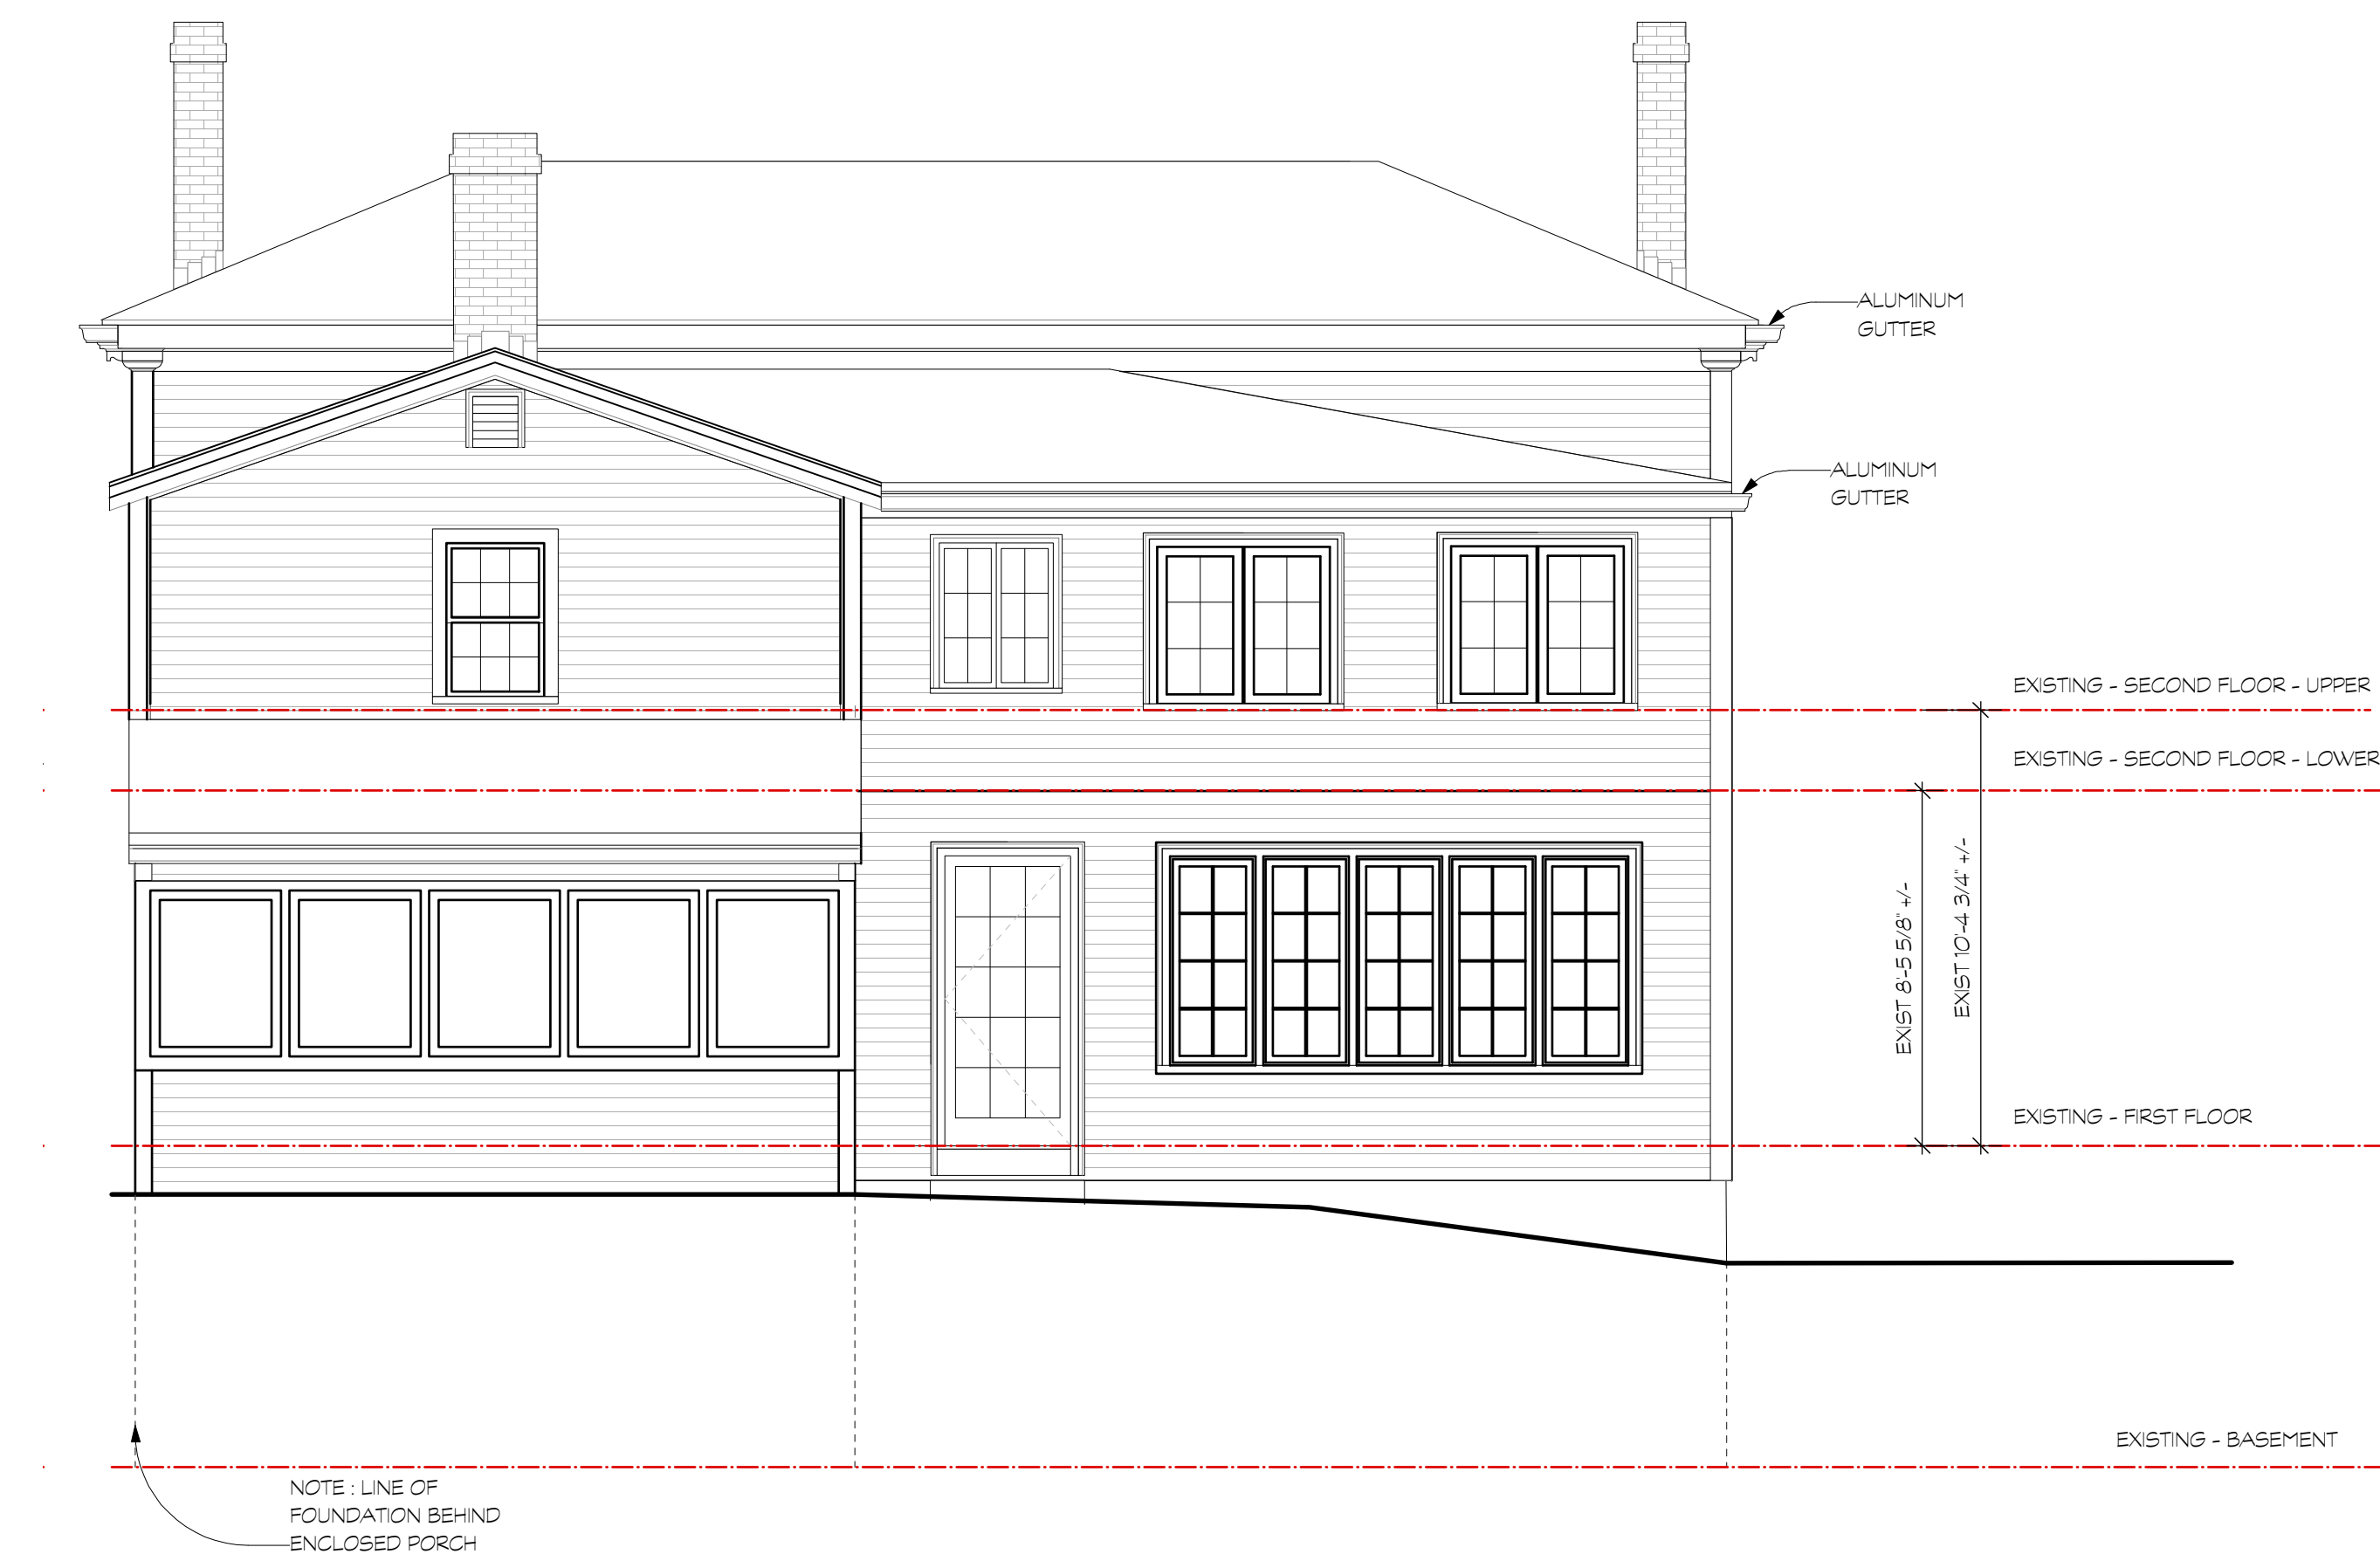 ALUMINUM
GUTTER
ALUMINUM
GUTTER
EXISTING - SECOND FLOOR - UPPER
EXISTING - SECOND FLOOR - LOWER
EXIST 8'-5 5/8" +/-
EXIST 10'-4 3/4" +/-
EXISTING - FIRST FLOOR
EXISTING - BASEMENT
NOTE : LINE OF
FOUNDATION BEHIND
ENCLOSED PORCH